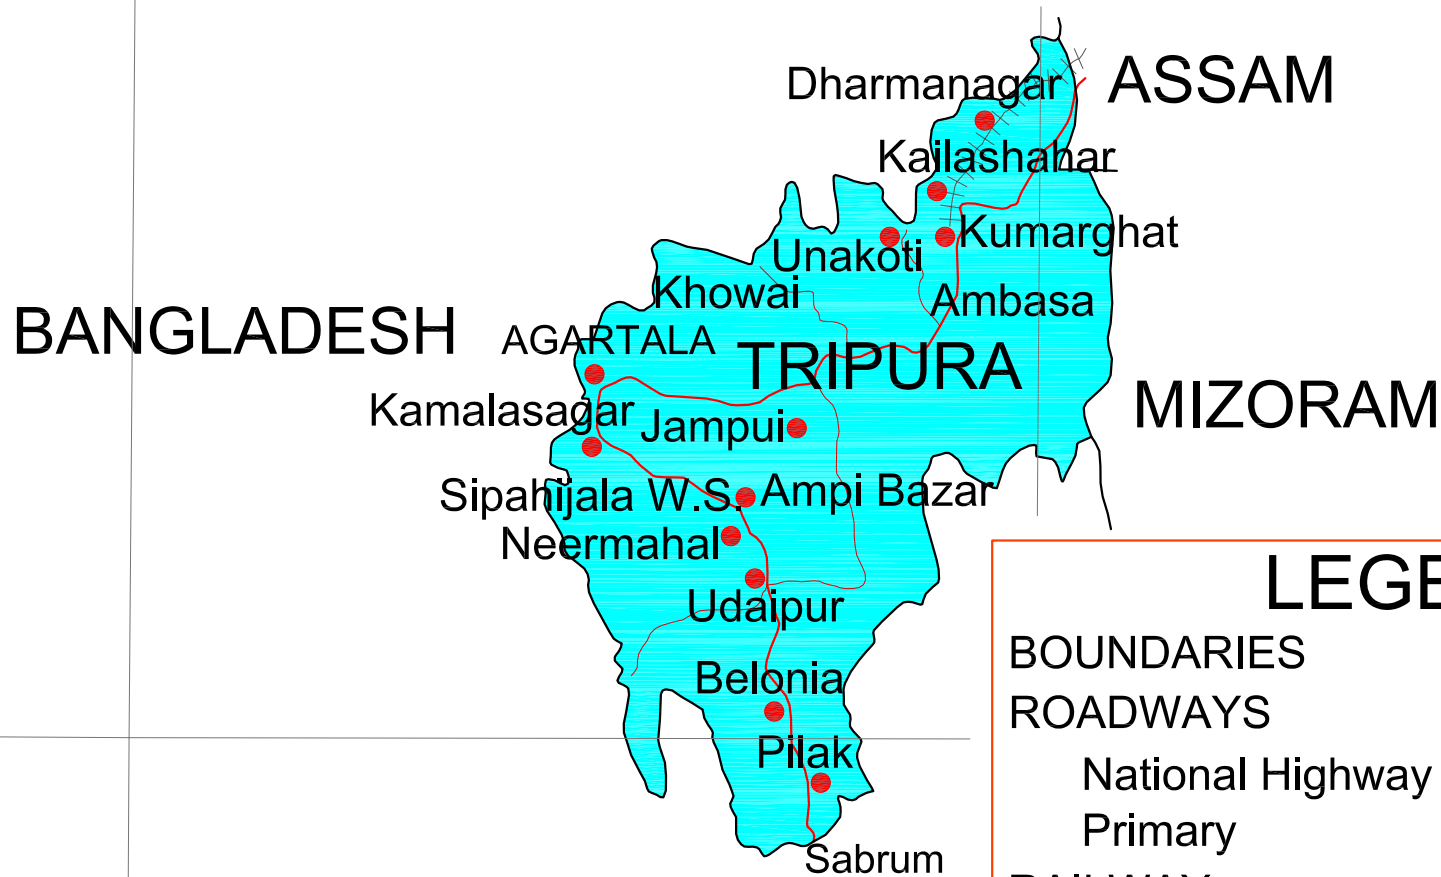 Dharmanagar
ASSAM
Kailashahar
Kumarghat
Unakoti
Khowai
Ambasa
BANGLADESH
AGARTALA
TRIPURA
Kamalasagar
Jampui
MIZORAM
Sipahijala W.S.
Ampi Bazar
Neermahal
Udaipur
Belonia
Pilak
Sabrum
LEGE
BOUNDARIES
ROADWAYS
National Highway
Primary
RAILWAY